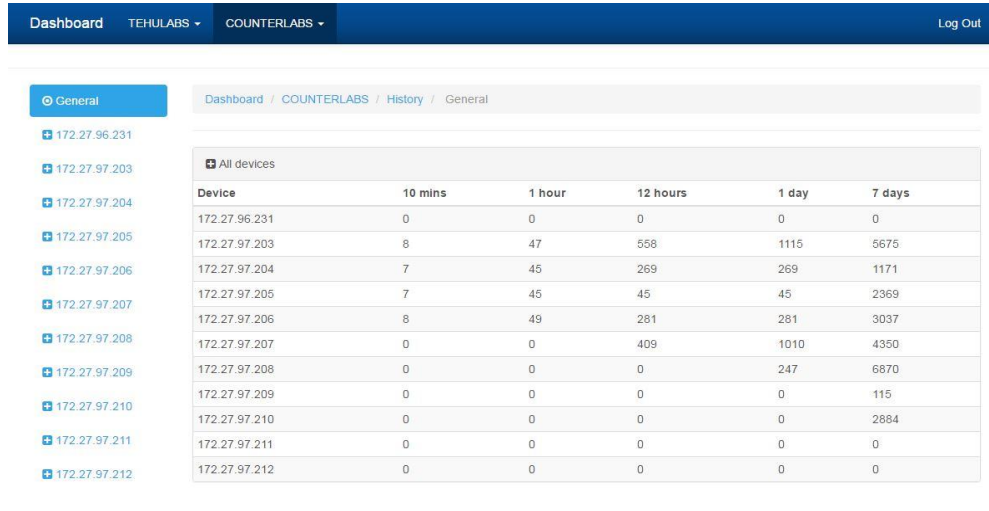 Dashboard TEHULABS COUNTERLABS Log Out
General
172.27.96.231
172.27.97.203
172.27.97.204
172.27.97.205
172.27.97.206
172.27.97.207
172.27.97.208
172.27.97.209
172.27.97.210
172.27.97.211
172.27.97.212
Dashboard / COUNTERLABS / History / General
All devices
Device 10 mins 1 hour 12 hours 1 day 7 days
172.27.96.231 0 0 0 0 0
172.27.97.203 8 47 558 1115 5675
172.27.97.204 7 45 269 269 1171
172.27.97.205 7 45 45 45 2369
172.27.97.206 8 49 281 281 3037
172.27.97.207 0 0 409 1010 4350
172.27.97.208 0 0 0 247 6870
172.27.97.209 0 0 0 0 115
172.27.97.210 0 0 0 0 2884
172.27.97.211 0 0 0 0 0
172.27.97.212 0 0 0 0 0